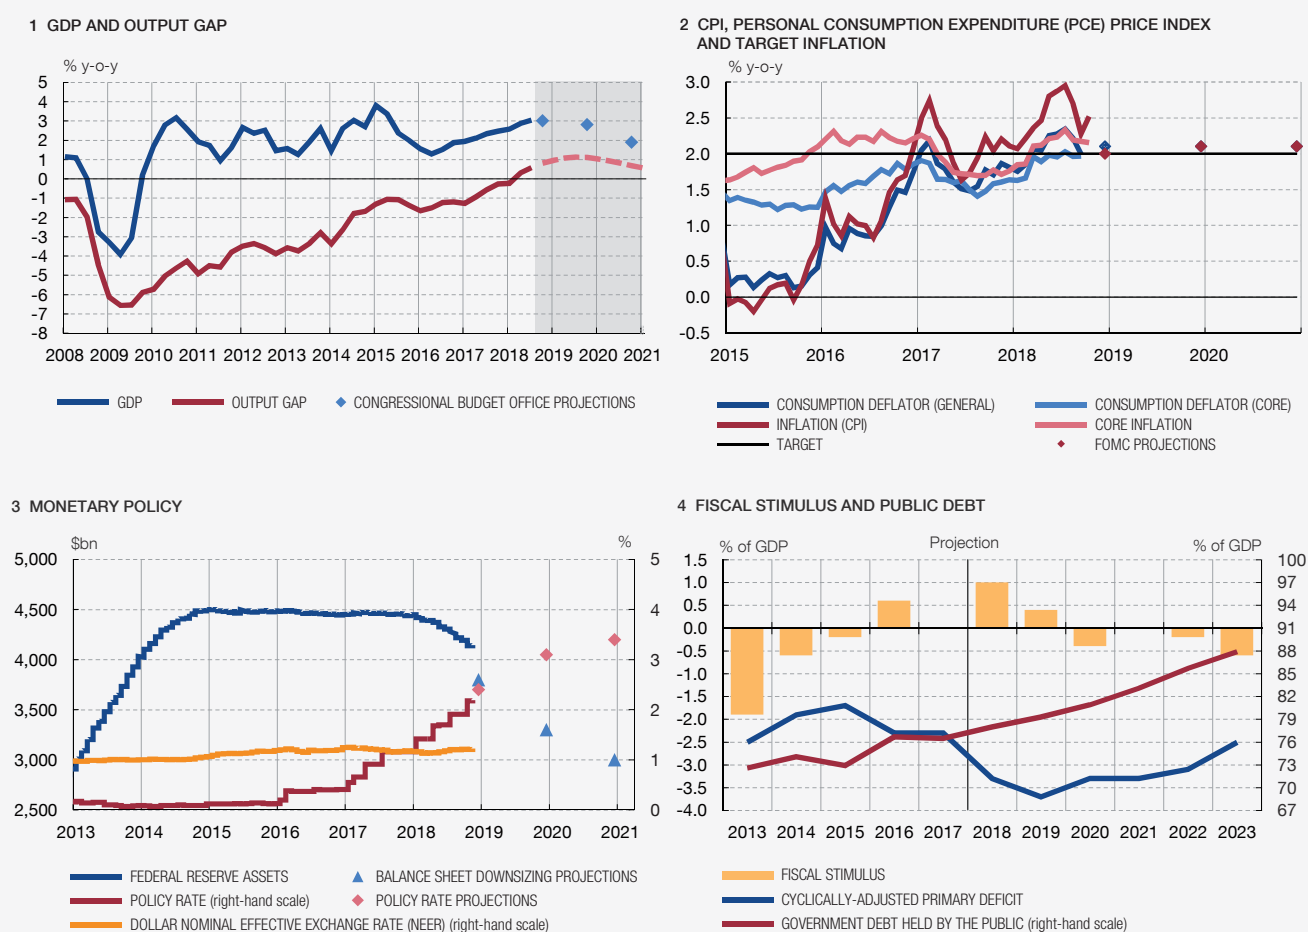 1 GDP AND OUTPUT GAP
% y-o-y
5
4
3
2
1
0
-1
-2
-3
-4
-5
-6
-7
-8
2008 2009 2010 2011 2012 2013 2014 2015 2016 2017 2018 2019 2020 2021
GDP OUTPUT GAP CONGRESSIONAL BUDGET OFFICE PROJECTIONS
2 CPI, PERSONAL CONSUMPTION EXPENDITURE (PCE) PRICE INDEX
AND TARGET INFLATION
% y-o-y
3.0
2.5
2.0
1.5
1.0
0.5
0.0
-0.5
2015 2016 2017 2018 2019 2020
CONSUMPTION DEFLATOR (GENERAL) CONSUMPTION DEFLATOR (CORE)
INFLATION (CPI) CORE INFLATION
TARGET FOMC PROJECTIONS
3 MONETARY POLICY
$bn %
5,000 5
4,500 4
4,000 3
3,500 2
3,000 1
2,500 0
2013 2014 2015 2016 2017 2018 2019 2020 2021
FEDERAL RESERVE ASSETS BALANCE SHEET DOWNSIZING PROJECTIONS
POLICY RATE (right-hand scale) POLICY RATE PROJECTIONS
DOLLAR NOMINAL EFFECTIVE EXCHANGE RATE (NEER) (right-hand scale)
4 FISCAL STIMULUS AND PUBLIC DEBT
% of GDP Projection % of GDP
1.5 100
1.0 97
0.5 94
0.0 91
-0.5 88
-1.0 85
-1.5 82
-2.0 79
-2.5 76
-3.0 73
-3.5 70
-4.0 67
2013 2014 2015 2016 2017 2018 2019 2020 2021 2022 2023
FISCAL STIMULUS
CYCLICALLY-ADJUSTED PRIMARY DEFICIT
GOVERNMENT DEBT HELD BY THE PUBLIC (right-hand scale)